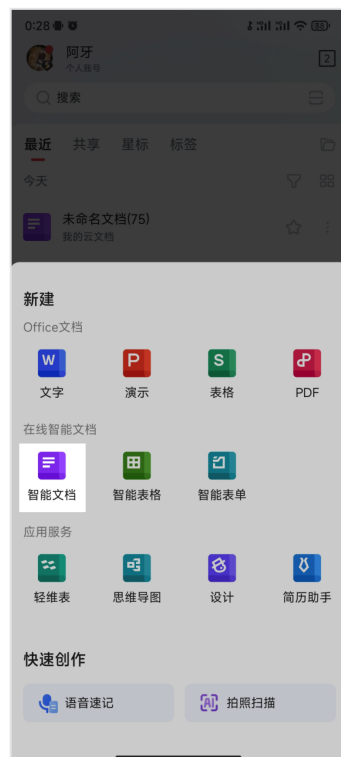 0:28
阿牙
个人账号
2
搜索
最近 共享 星标 标签
今天
未命名文档(75)
我的云文档
新建
Office文档
W P S
文字 演示 表格 PDF
在线智能文档
智能文档 智能表格 智能表单
应用服务
轻维表 思维导图 设计 简历助手
快速创作
语音速记 AI 拍照扫描